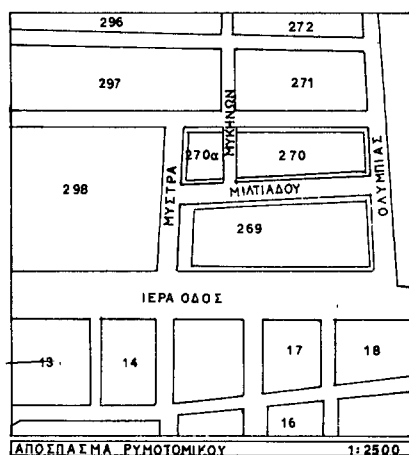 296 272
297 271
ΜΥΚΗΝΩΝ
270α 270
ΜΙΛΤΙΑΔΟΥ
ΟΛΥΜΠΙΑΣ
298
ΜΥΣΤΡΑ
269
ΙΕΡΑ ΟΔΟΣ
13 14 17 18
16
ΑΠΟΣΠΑΣΜΑ ΡΥΜΟΤΟΜΙΚΟΥ 1:2500